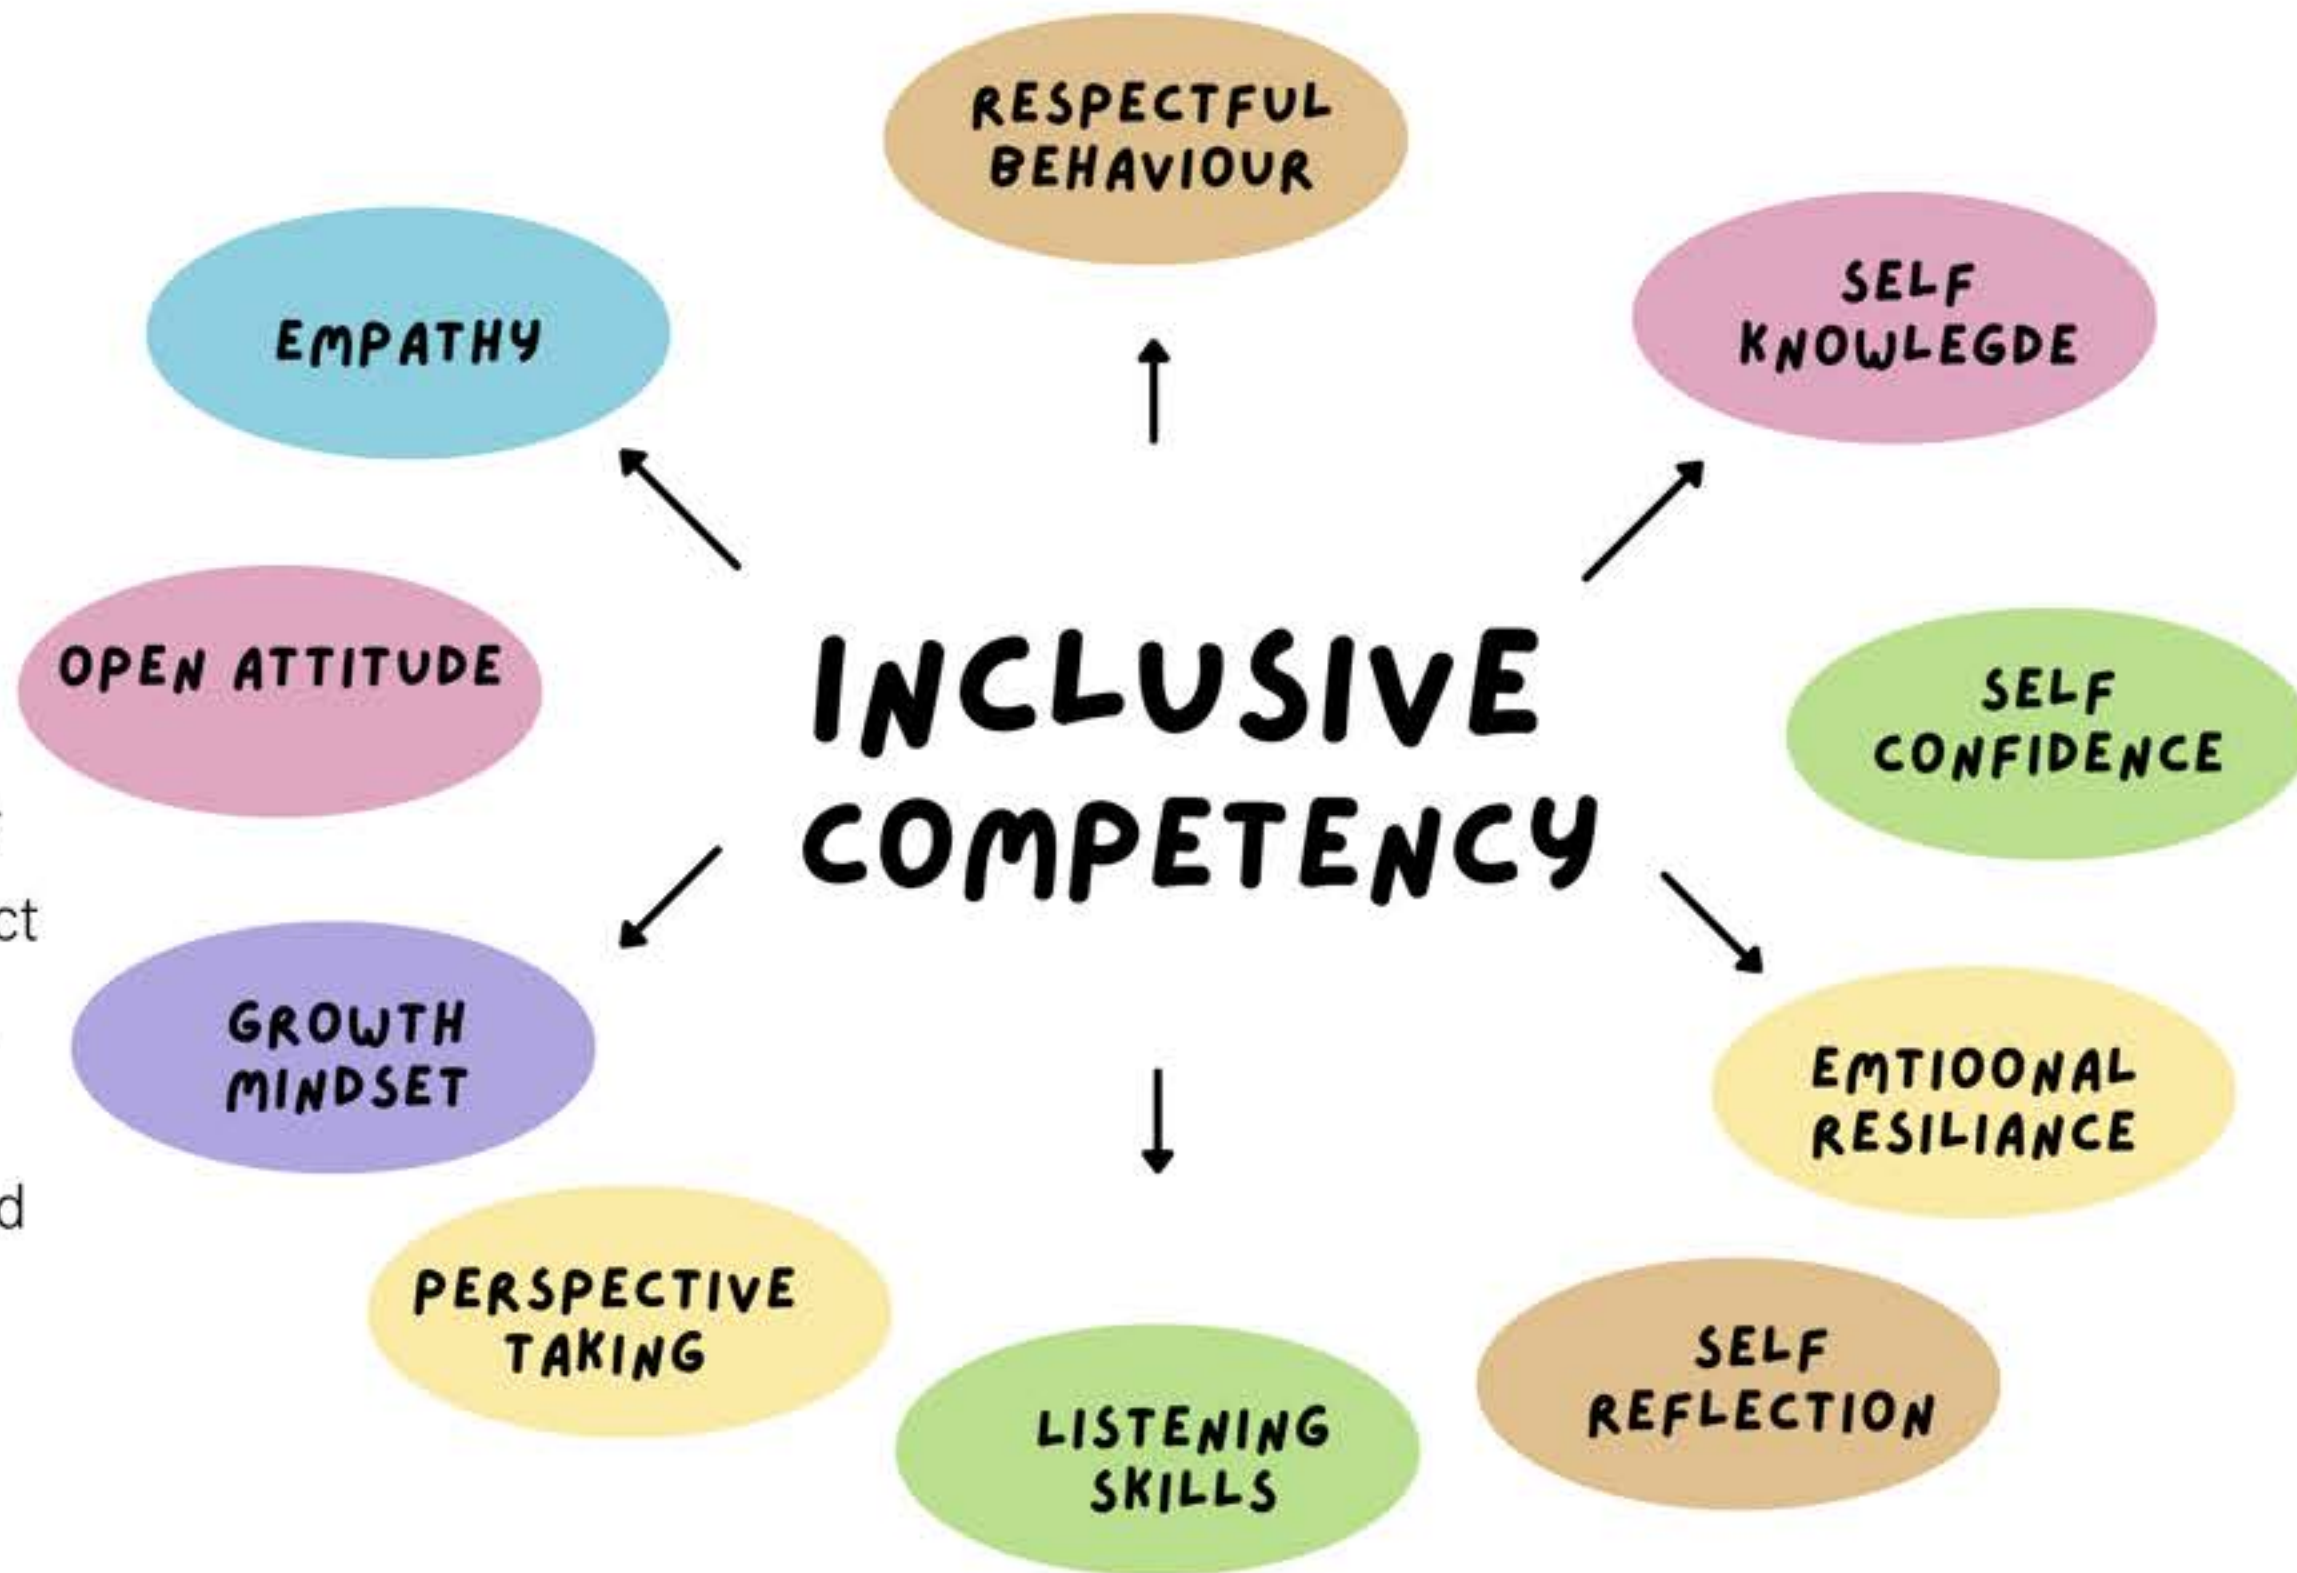 RESPECTFUL
BEHAVIOUR
SELF
KNOWLEGDE
EMPATHY
OPEN ATTITUDE
INCLUSIVE
COMPETENCY
SELF
CONFIDENCE
ct
GROWTH
MINDSET
EMTIOONAL
RESILIANCE
d
PERSPECTIVE
TAKING
SELF
REFLECTION
LISTENING
SKILLS